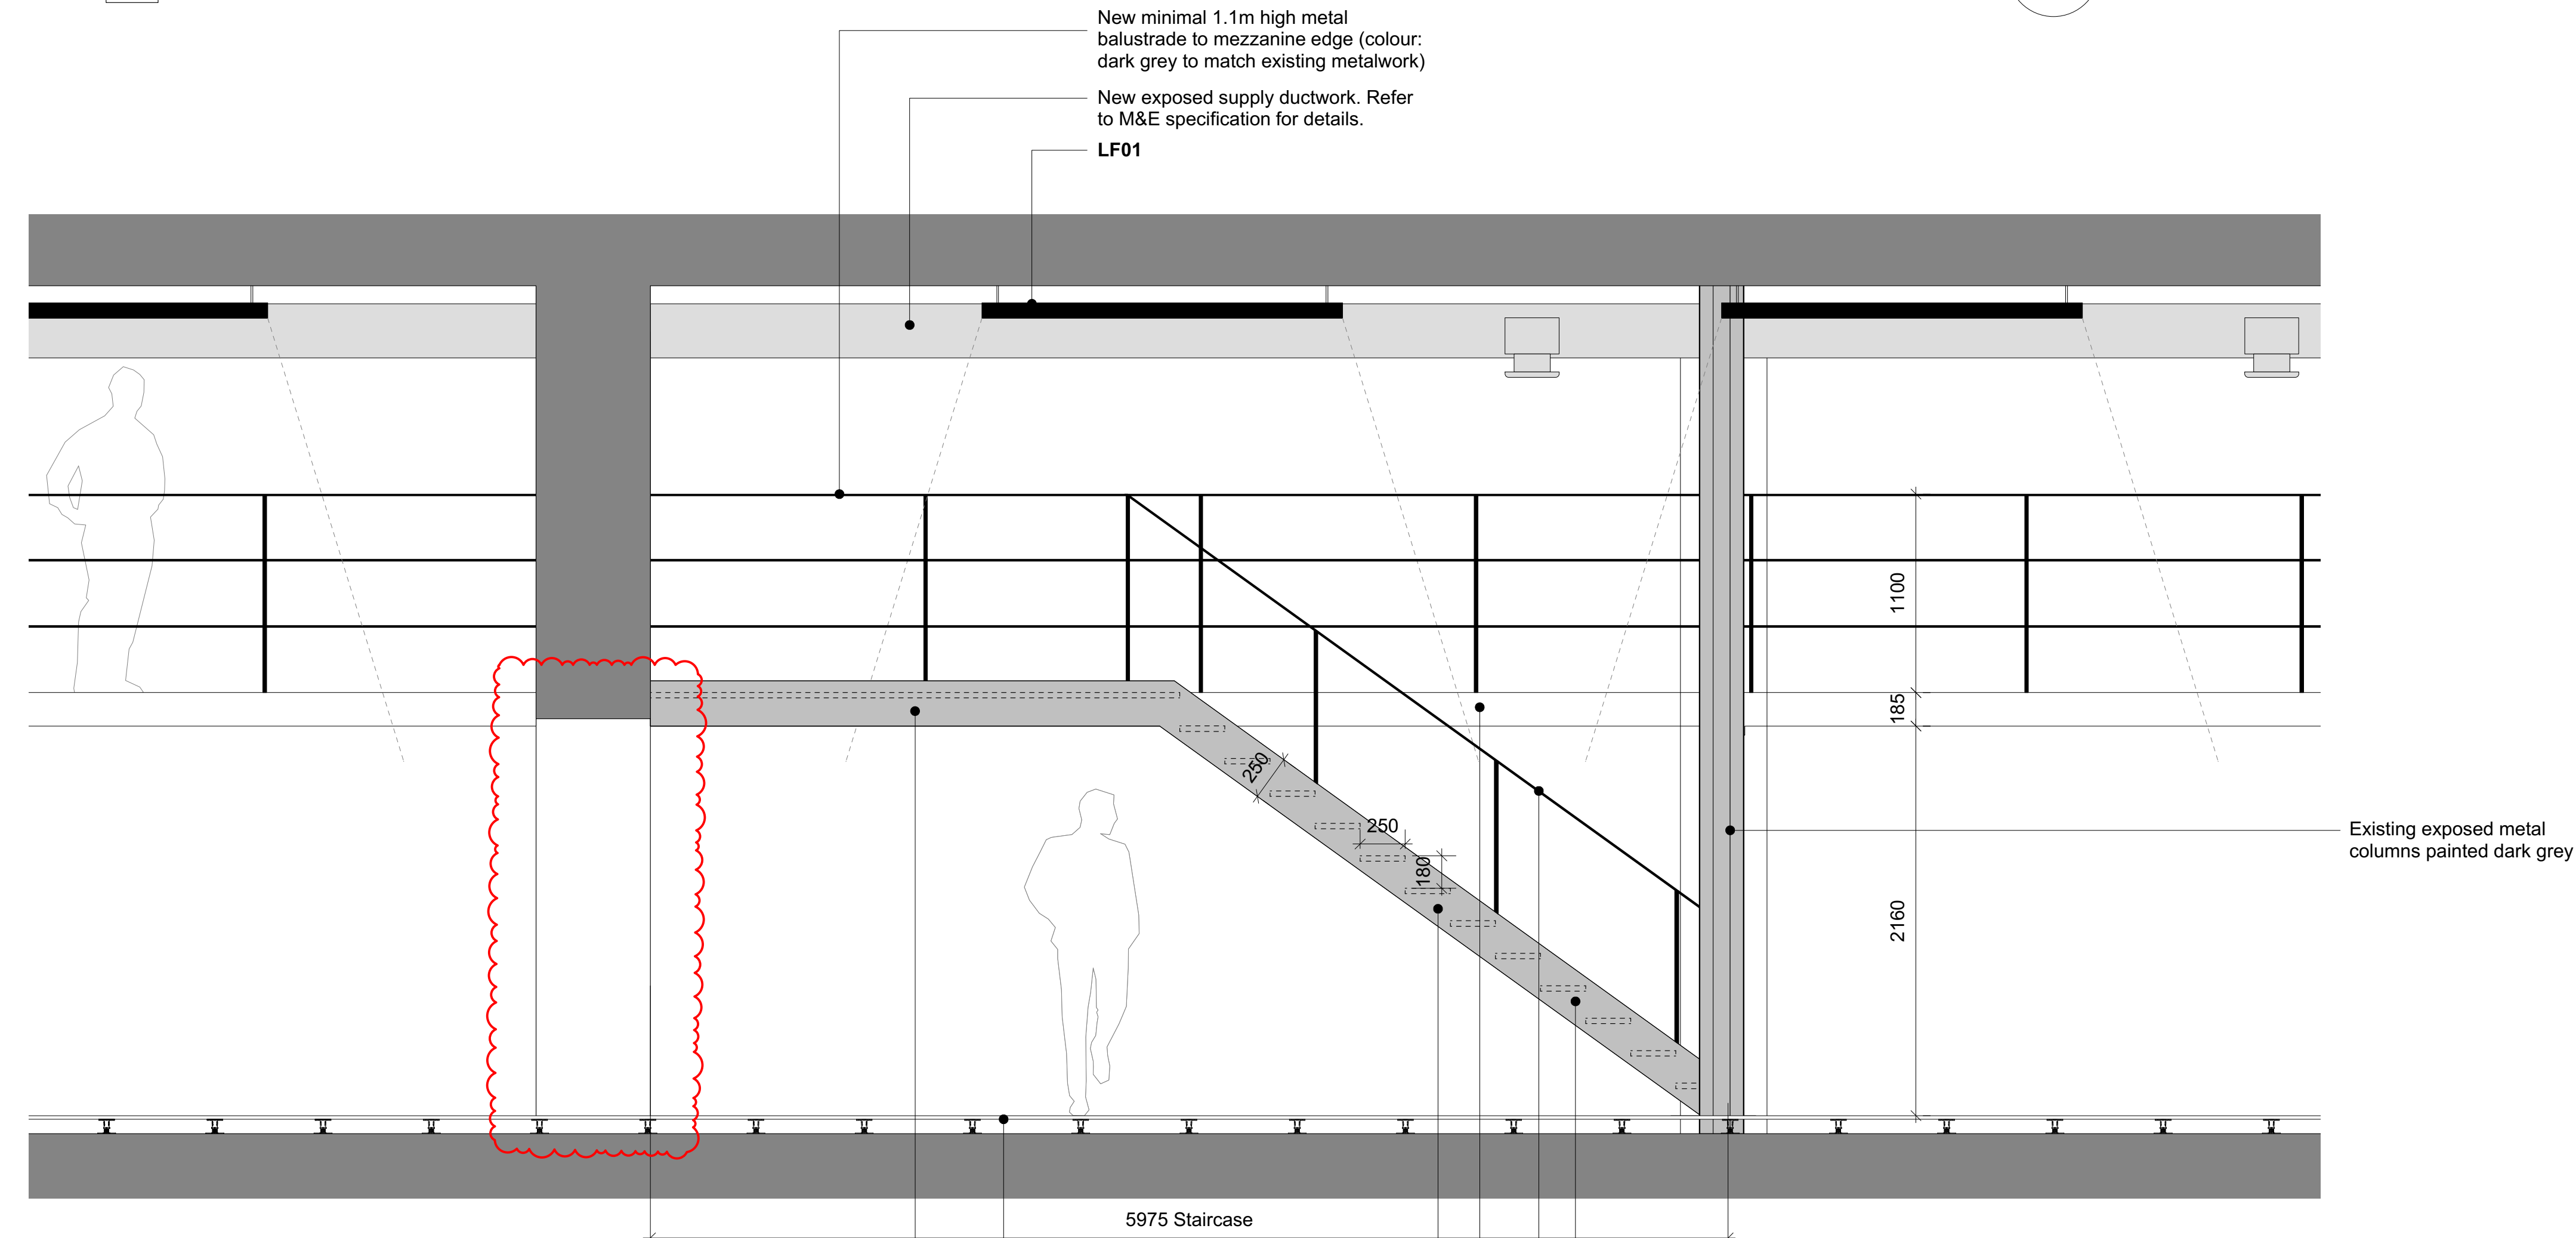 New minimal 1.1m high metal
balustrade to mezzanine edge (colour:
dark grey to match existing metalwork)
New exposed supply ductwork. Refer
to M&E specification for details.
LF01
1100
185
250
250
180
Existing exposed metal
columns painted dark grey
2160
5975 Staircase